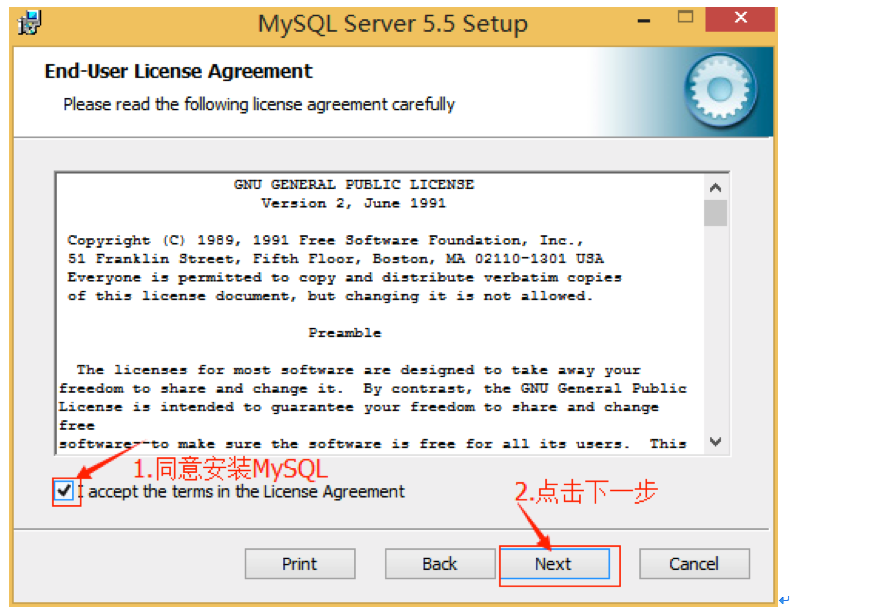 MySQL Server 5.5 Setup
End-User License Agreement
Please read the following license agreement carefully
GNU GENERAL PUBLIC LICENSE
Version 2, June 1991
Copyright (C) 1989, 1991 Free Software Foundation, Inc.,
51 Franklin Street, Fifth Floor, Boston, MA 02110-1301 USA
Everyone is permitted to copy and distribute verbatim copies
of this license document, but changing it is not allowed.
Preamble
The licenses for most software are designed to take away your
freedom to share and change it.  By contrast, the GNU General Public
License is intended to guarantee your freedom to share and change
free
software--to make sure the software is free for all its users.  This
1.同意安装MySQL
I accept the terms in the License Agreement
2.点击下一步
Print
Back
Next
Cancel